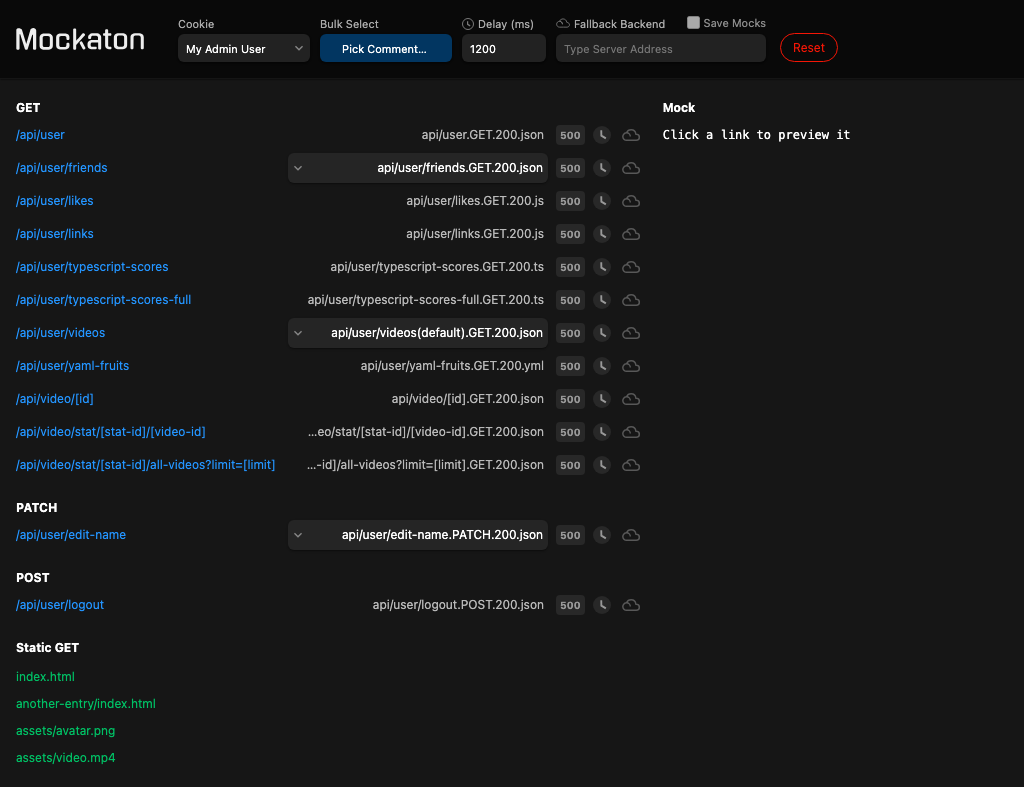 Mockaton
Cookie
My Admin User
Bulk Select
Pick Comment…
Delay (ms)
1200
Fallback Backend
Type Server Address
Save Mocks
Reset
GET
/api/user api/user.GET.200.json 500
/api/user/friends api/user/friends.GET.200.json 500
/api/user/likes api/user/likes.GET.200.js 500
/api/user/links api/user/links.GET.200.js 500
/api/user/typescript-scores api/user/typescript-scores.GET.200.ts 500
/api/user/typescript-scores-full api/user/typescript-scores-full.GET.200.ts 500
/api/user/videos api/user/videos(default).GET.200.json 500
/api/user/yaml-fruits api/user/yaml-fruits.GET.200.yml 500
/api/video/[id] api/video/[id].GET.200.json 500
/api/video/stat/[stat-id]/[video-id] …eo/stat/[stat-id]/[video-id].GET.200.json 500
/api/video/stat/[stat-id]/all-videos?limit=[limit] …-id]/all-videos?limit=[limit].GET.200.json 500
PATCH
/api/user/edit-name api/user/edit-name.PATCH.200.json 500
POST
/api/user/logout api/user/logout.POST.200.json 500
Static GET
index.html
another-entry/index.html
assets/avatar.png
assets/video.mp4
Mock
Click a link to preview it